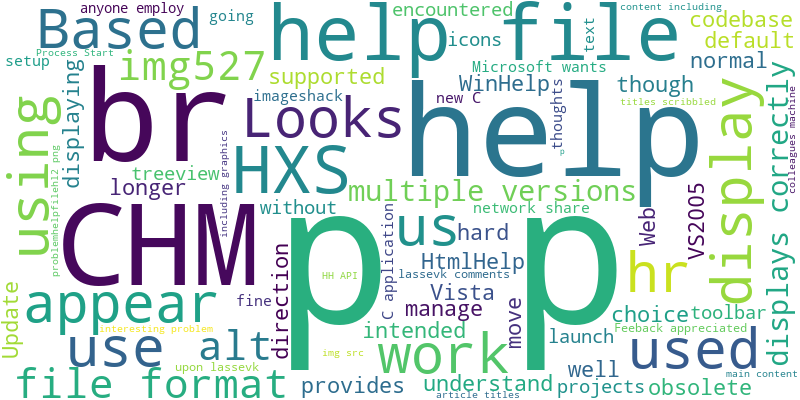 anyone employ
going
encountered
content including
Process Start
setup
Based
help
file
icons
text
codebase
default
normal
img527
supported
Microsoft wants
displaying
br
imageshack
WinHelp
new C
thoughts
though
titles scribbled
colleagues machine
using
HXS
Looks
help
display
treeview
longer
multiple versions
VS2005
problemhelpfileh12 png
CHM
including graphics
without
us
network share
Web
displays correctly
p
p
hard
C application
HtmlHelp
hr
direction
HH API
lassevk comments
Vista
move
appear
fine
manage
choice
toolbar
Update
interesting problem
intended
launch
Feeback appreciated
use
alt
img src
work
well
used
upon lassevk
main content
file format
provides
understand
projects
obsolete
article titles
p